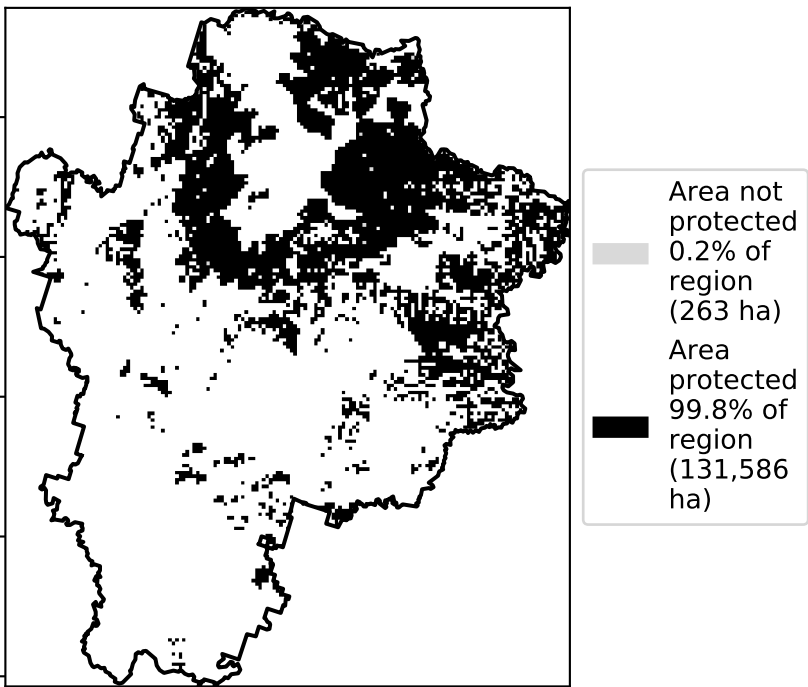 Area not
protected
0.2% of
region
(263 ha)
Area
protected
99.8% of
region
(131,586
ha)